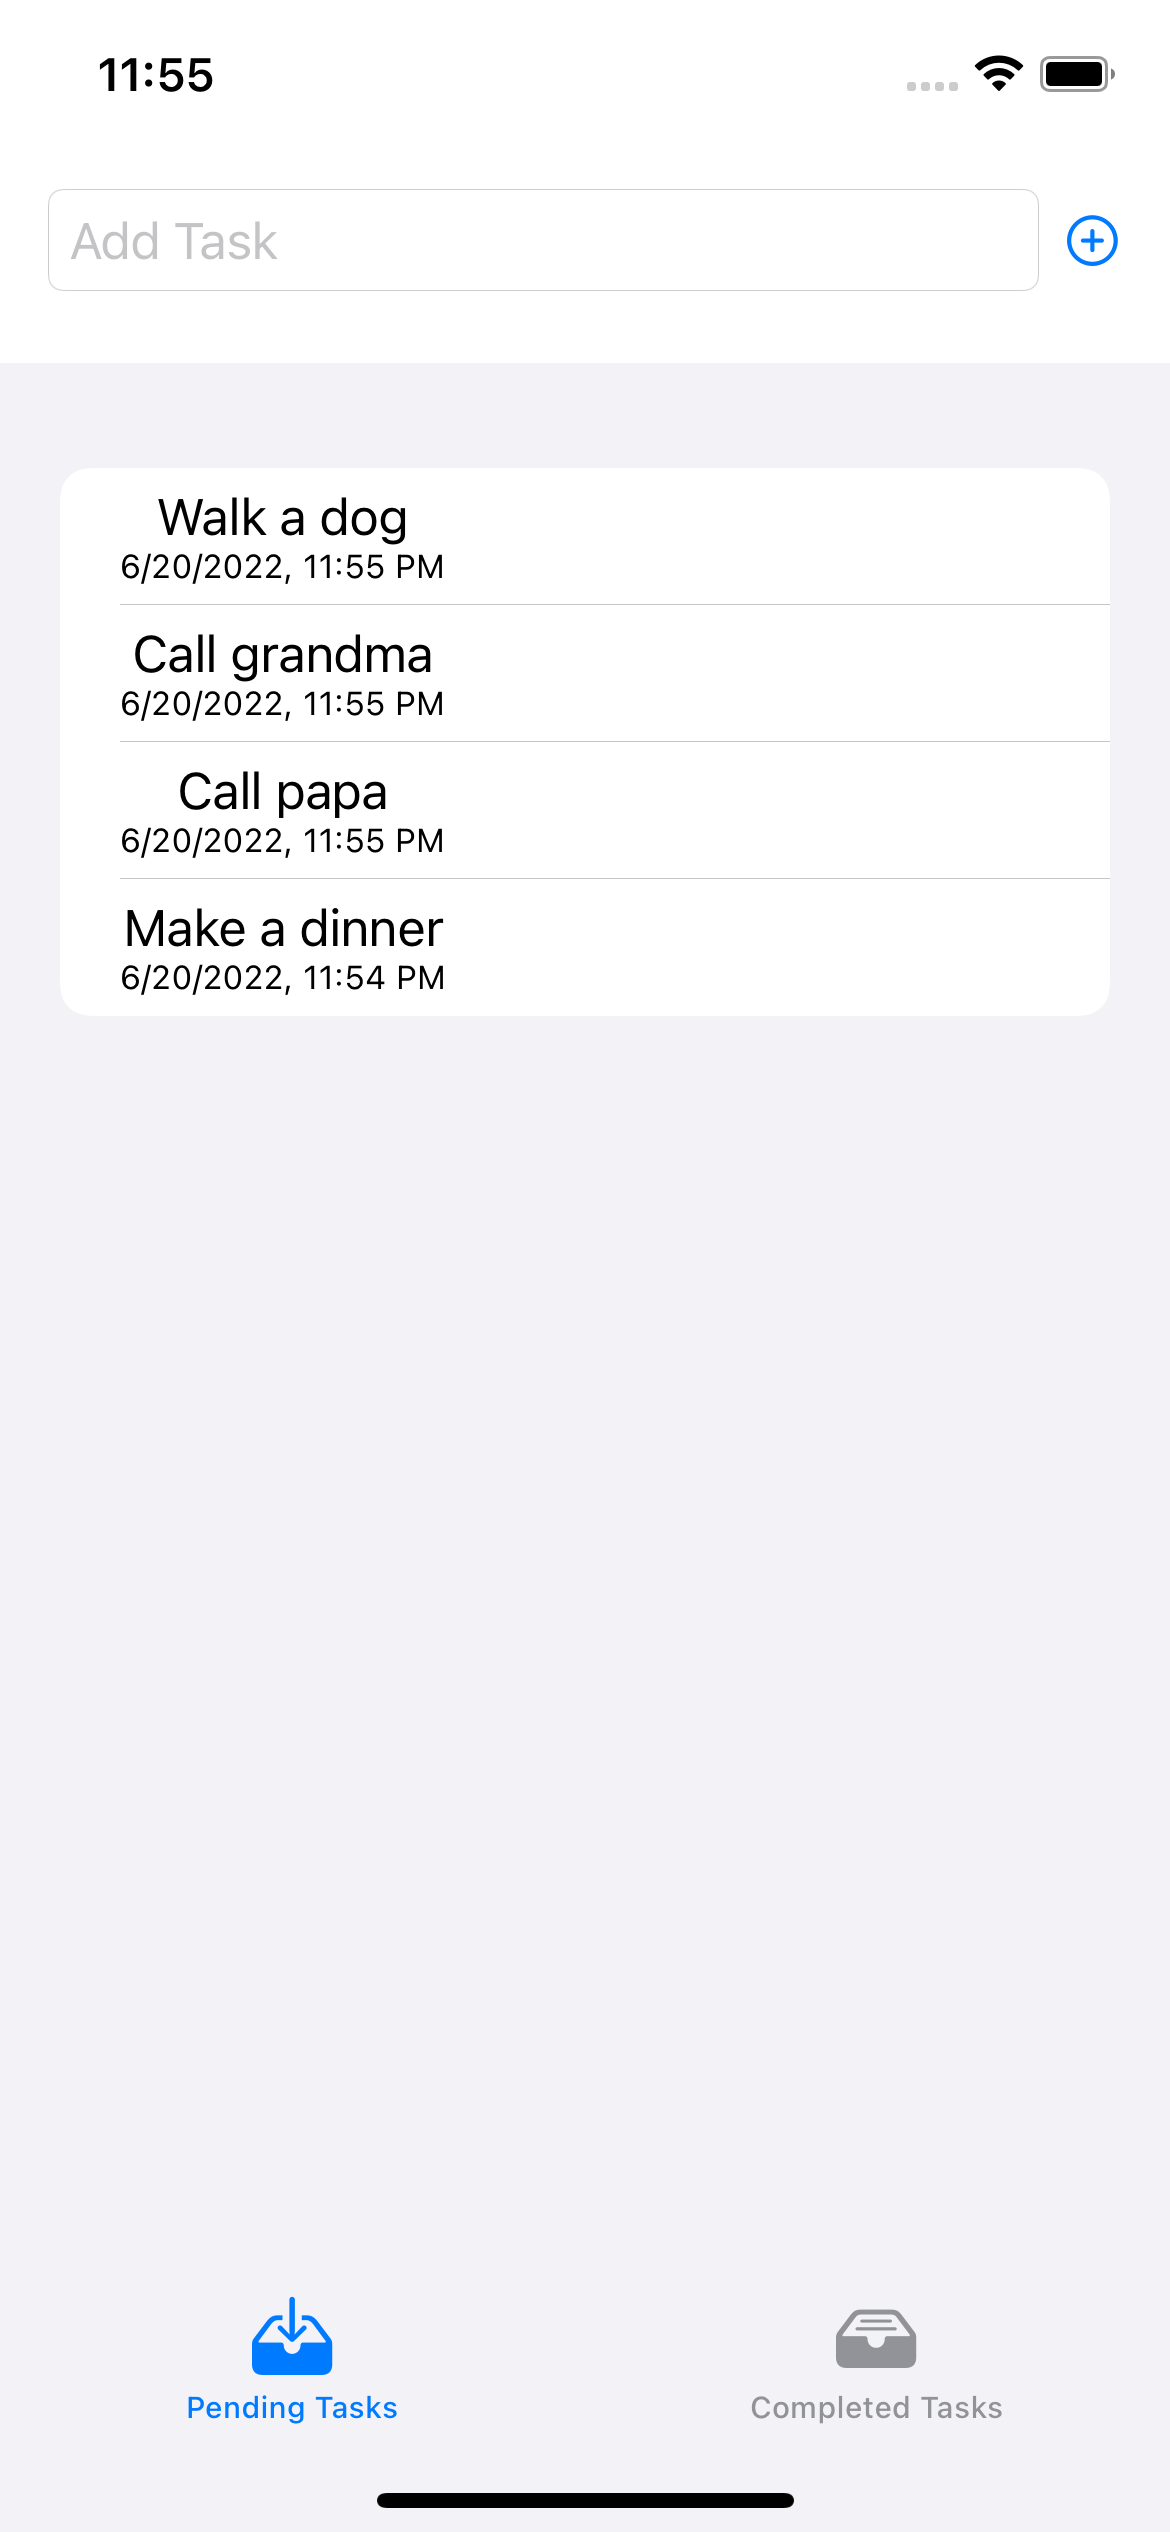 11:55
Add Task
Walk a dog
6/20/2022, 11:55 PM
Call grandma
6/20/2022, 11:55 PM
Call papa
6/20/2022, 11:55 PM
Make a dinner
6/20/2022, 11:54 PM
Pending Tasks
Completed Tasks